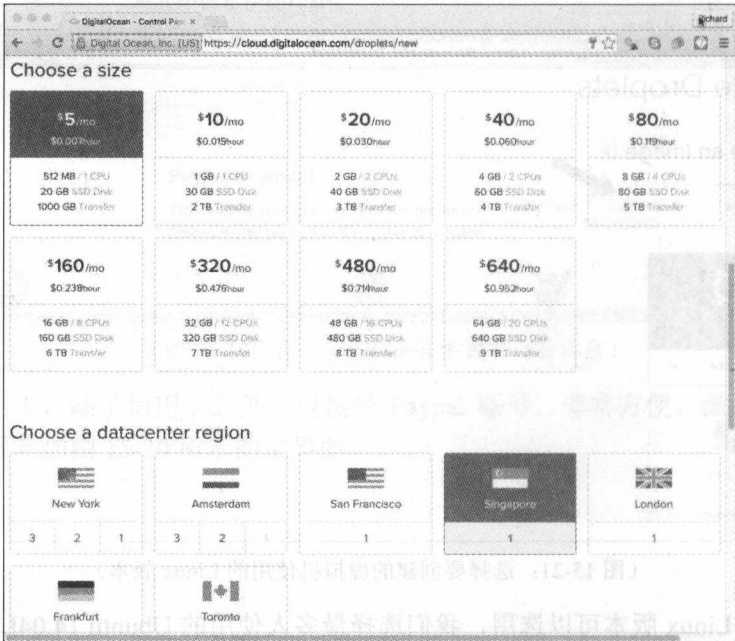 DigitalOcean - Control Pan ×
Richard
Digital Ocean, Inc. [US] https://cloud.digitalocean.com/droplets/new
Choose a size
$5/mo $10/mo $20/mo $40/mo $80/mo
$0.007/hour $0.015/hour $0.030/hour $0.060/hour $0.119/hour
512 MB / 1 CPU 1 GB / 1 CPU 2 GB / 2 CPUs 4 GB / 2 CPUs 8 GB / 4 CPUs
20 GB SSD Disk 30 GB SSD Disk 40 GB SSD Disk 60 GB SSD Disk 80 GB SSD Disk
1000 GB Transfer 2 TB Transfer 3 TB Transfer 4 TB Transfer 5 TB Transfer
$160/mo $320/mo $480/mo $640/mo
$0.238/hour $0.476/hour $0.714/hour $0.952/hour
16 GB / 8 CPUs 32 GB / 12 CPUs 48 GB / 16 CPUs 64 GB / 20 CPUs
160 GB SSD Disk 320 GB SSD Disk 480 GB SSD Disk 640 GB SSD Disk
6 TB Transfer 7 TB Transfer 8 TB Transfer 9 TB Transfer
Choose a datacenter region
New York Amsterdam San Francisco Singapore London
3 2 1 3 2 1 1 1 1
Frankfurt Toronto